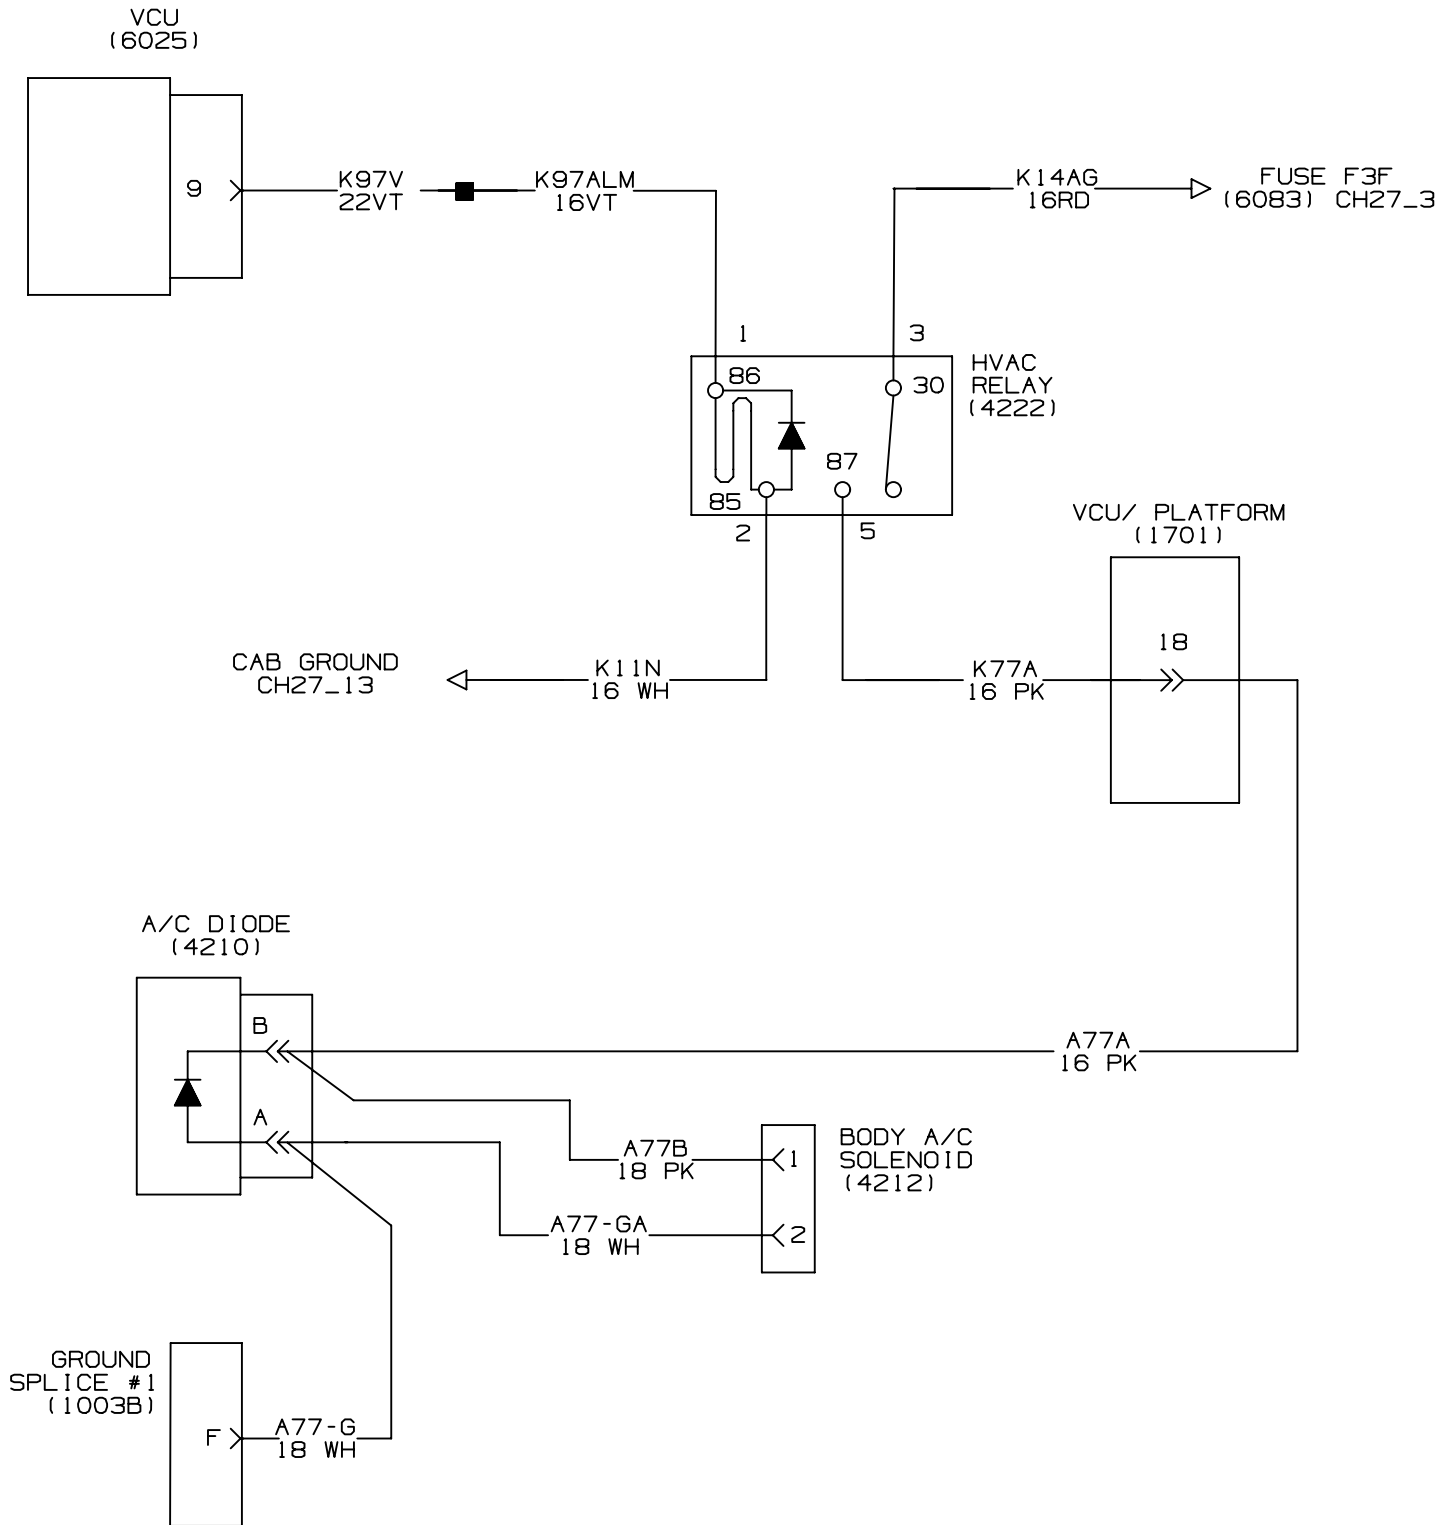 VCU
(6025)
9
K97V
22VT
K97ALM
16VT
K14AG
16RD
FUSE F3F
(6083) CH27_3
1
3
86
30
HVAC
RELAY
(4222)
87
85
2
5
VCU/ PLATFORM
(1701)
18
CAB GROUND
CH27_13
K11N
16 WH
K77A
16 PK
A/C DIODE
(4210)
B
A
A77A
16 PK
A77B
18 PK
1
BODY A/C
SOLENOID
(4212)
A77-GA
18 WH
2
GROUND
SPLICE #1
(1003B)
F
A77-G
18 WH